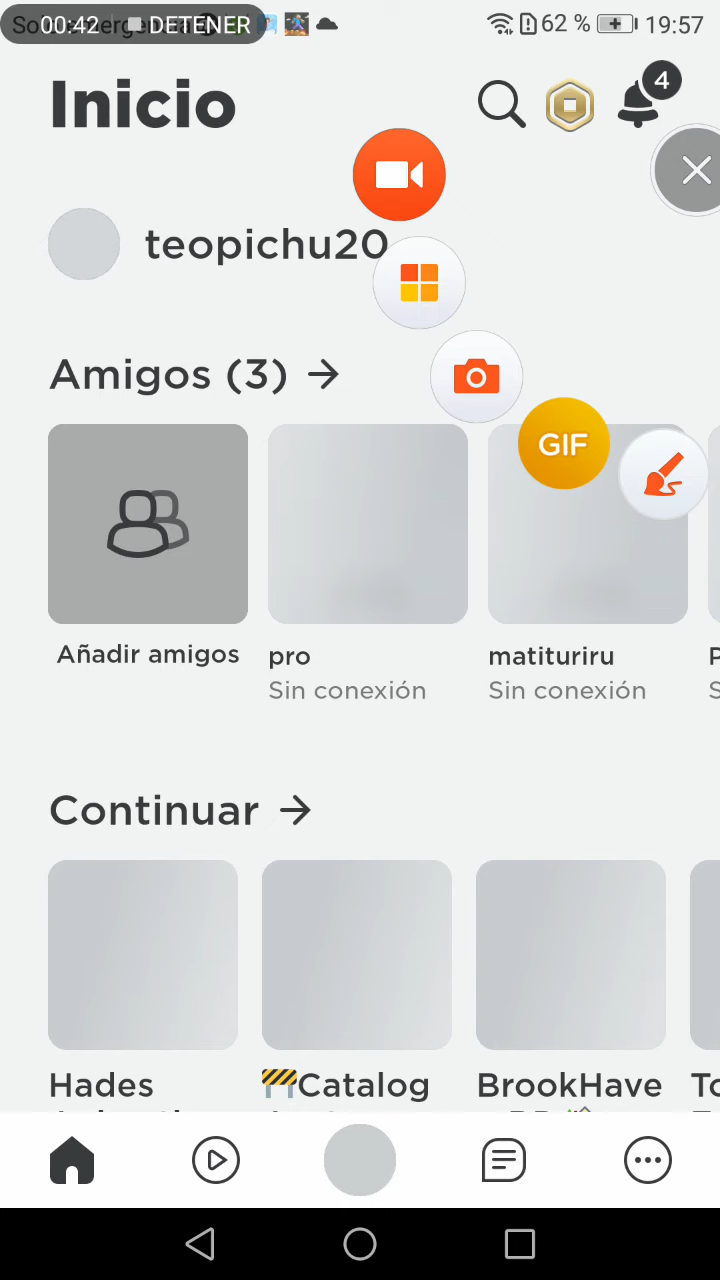 00:42 DETENER
62 % 19:57
Inicio
4
teopichu20
Amigos (3) →
GIF
Añadir amigos
pro
matituriru
Sin conexión
Sin conexión
Continuar →
Hades
🚧Catalog
BrookHave